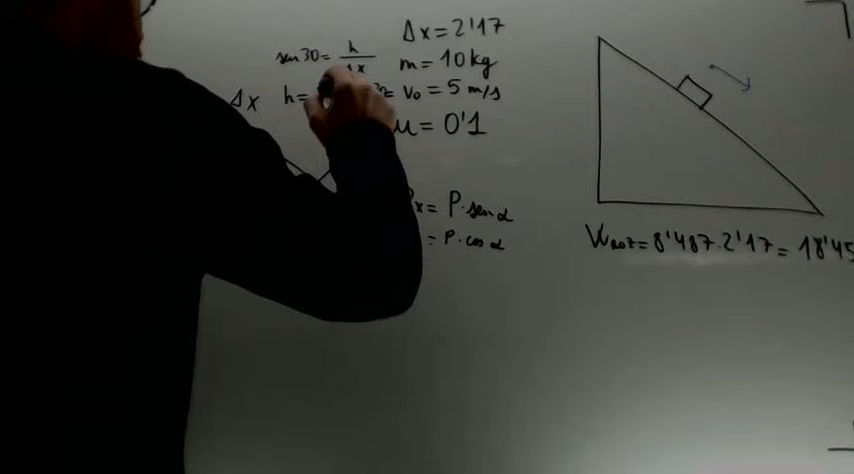 Δx = 2'17
sen 30 = h / Δx
m = 10 kg
Δx
h =
v₀ = 5 m/s
μ = 0'1
x = P · sen α
= P · cos α
W_roz = 8'487 · 2'17 = 18'45